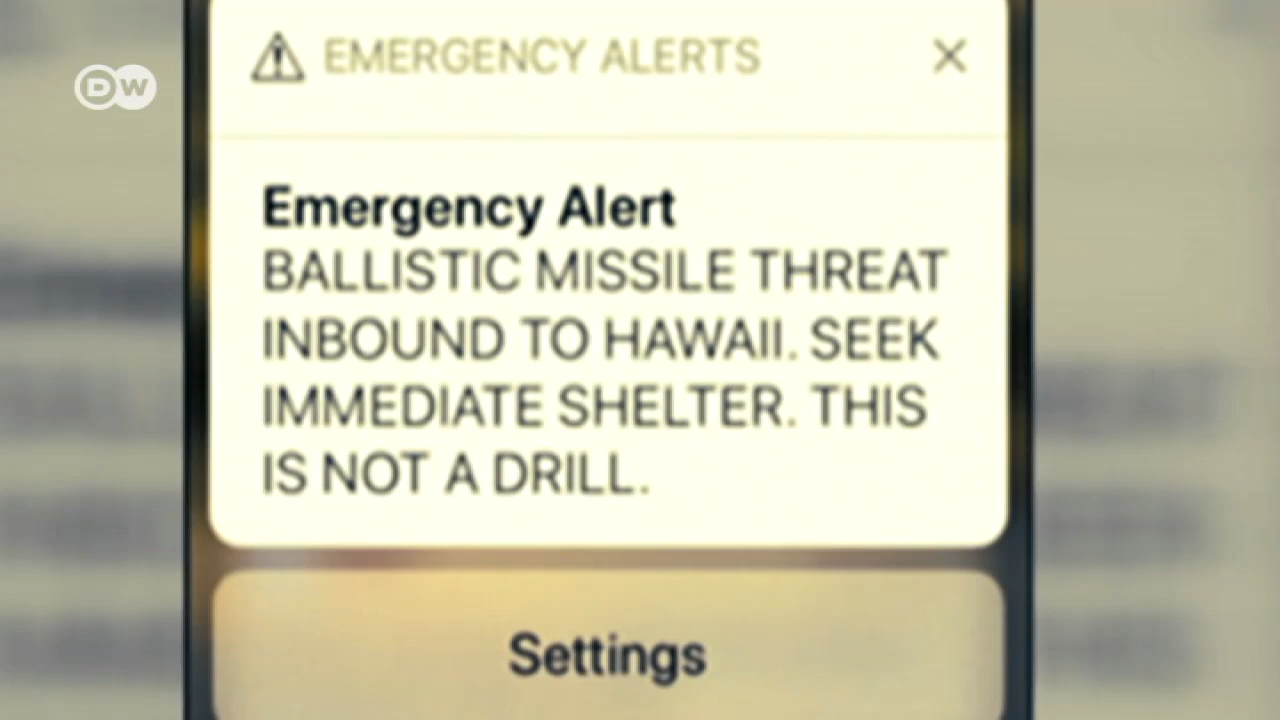 DW
EMERGENCY ALERTS
Emergency Alert
BALLISTIC MISSILE THREAT
INBOUND TO HAWAII. SEEK
IMMEDIATE SHELTER. THIS
IS NOT A DRILL.
Settings